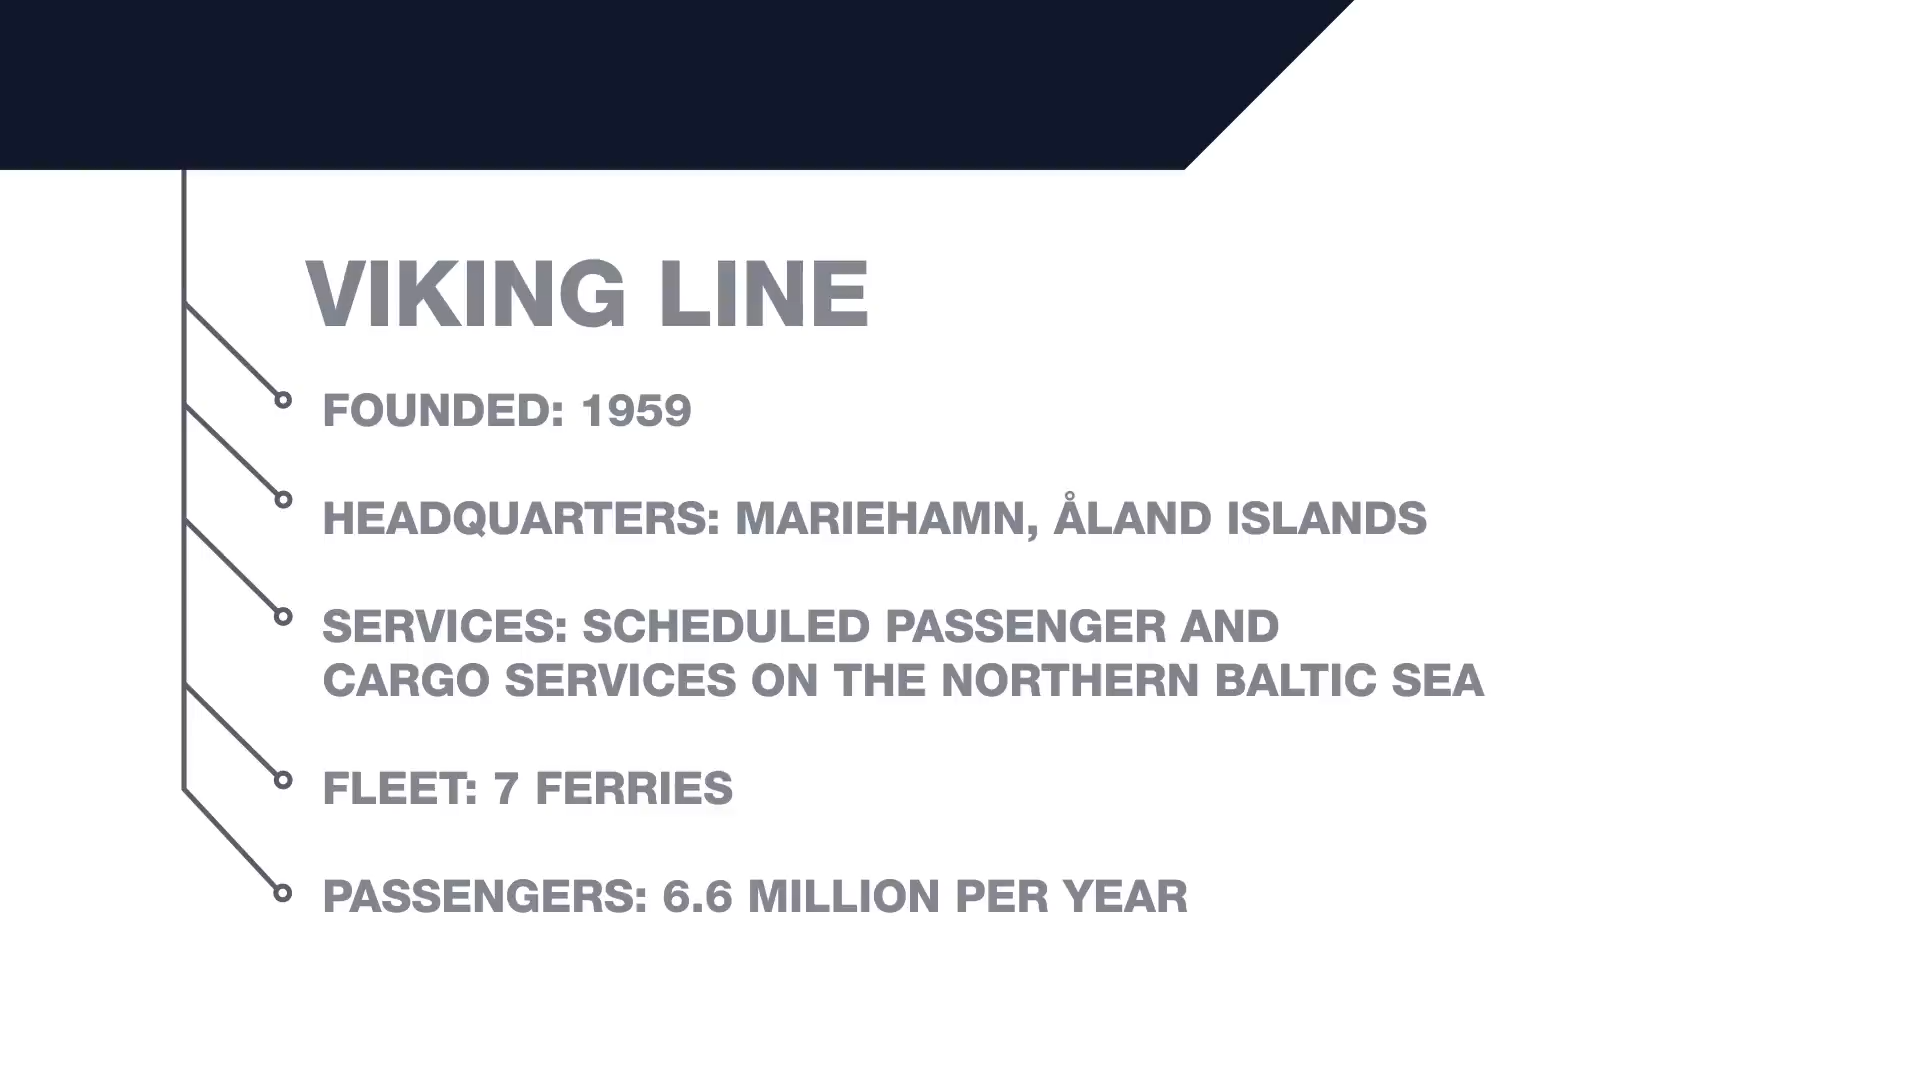 VIKING LINE
FOUNDED: 1959
HEADQUARTERS: MARIEHAMN, ÅLAND ISLANDS
SERVICES: SCHEDULED PASSENGER AND
CARGO SERVICES ON THE NORTHERN BALTIC SEA
FLEET: 7 FERRIES
PASSENGERS: 6.6 MILLION PER YEAR